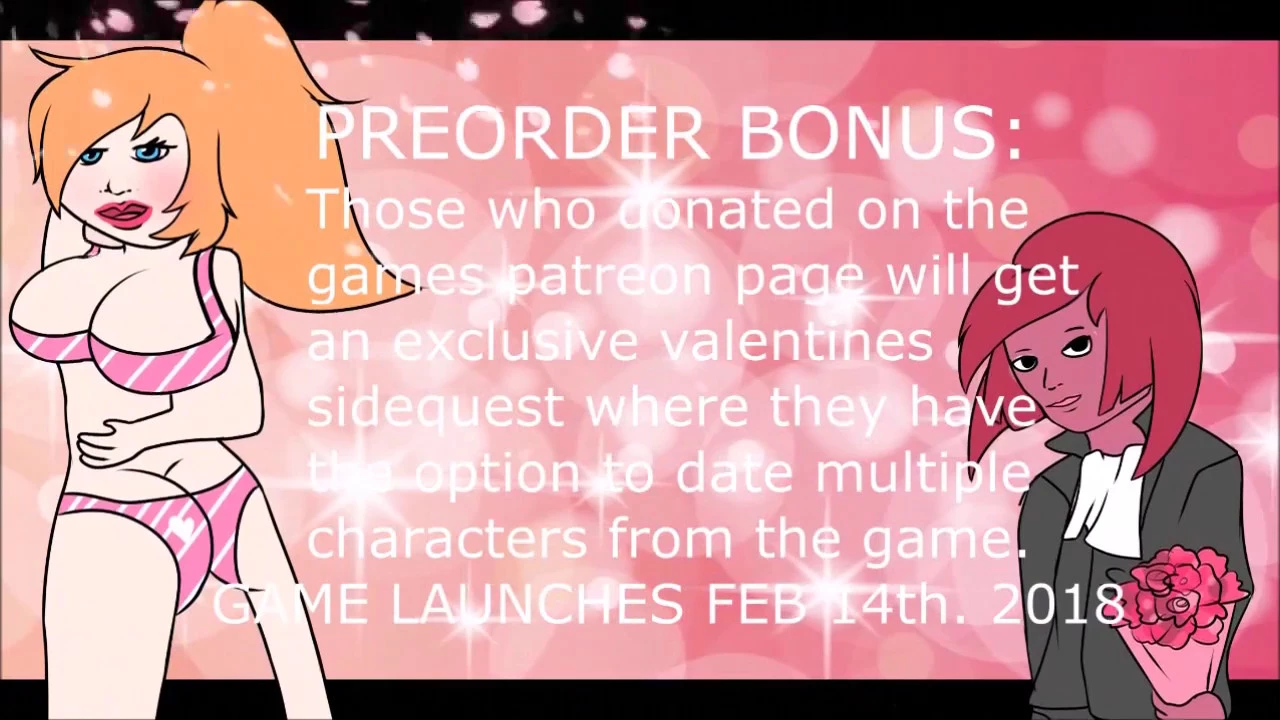 PREORDER BONUS:
Those who donated on the
games patreon page will get
an exclusive valentines
sidequest where they have
the option to date multiple
characters from the game.
GAME LAUNCHES FEB 14th. 2018